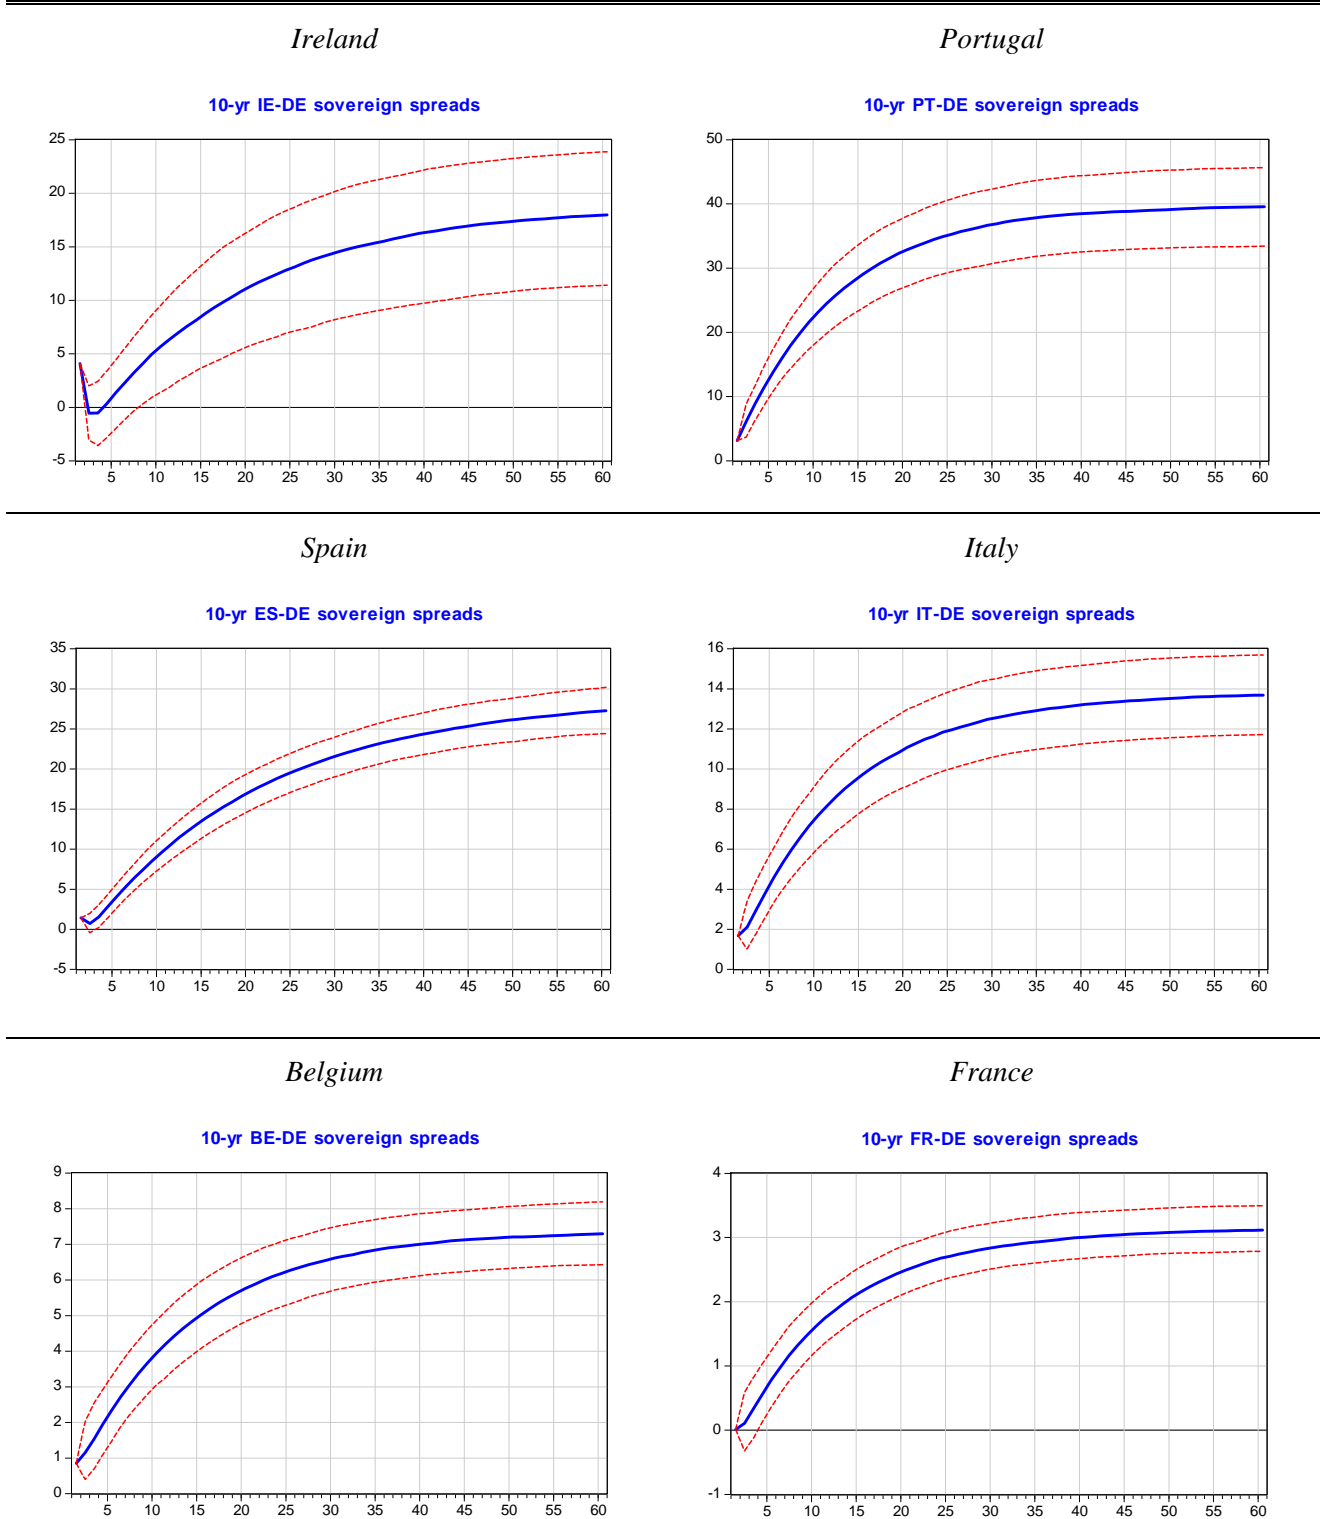 Ireland Portugal
10-yr IE-DE sovereign spreads 10-yr PT-DE sovereign spreads
25 50
20 40
15 30
10
5 20
0 10
-5 0
5 10 15 20 25 30 35 40 45 50 55 60 5 10 15 20 25 30 35 40 45 50 55 60
Spain Italy
10-yr ES-DE sovereign spreads 10-yr IT-DE sovereign spreads
35 16
30 14
25 12
20 10
15 8
10 6
5 4
0 2
-5 0
5 10 15 20 25 30 35 40 45 50 55 60 5 10 15 20 25 30 35 40 45 50 55 60
Belgium France
10-yr BE-DE sovereign spreads 10-yr FR-DE sovereign spreads
9 4
8
7 3
6
5 2
4
3 1
2
1 0
0 -1
5 10 15 20 25 30 35 40 45 50 55 60 5 10 15 20 25 30 35 40 45 50 55 60